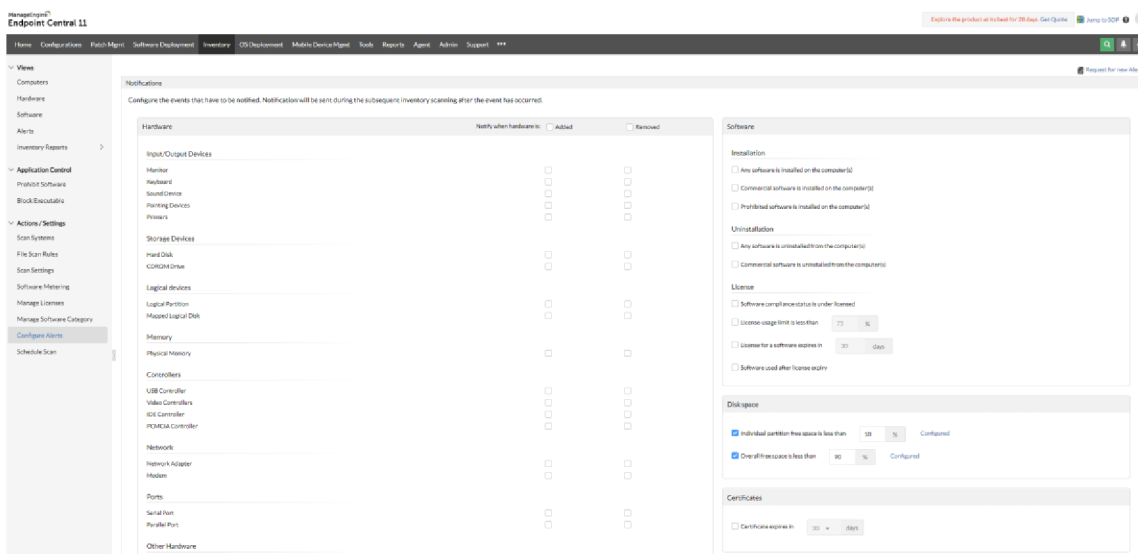 ManageEngine
Endpoint Central 11
Explore the product at its best for 28 days. Get Quote
Jump to SDP
Home Configurations Patch Mgmt Software Deployment Inventory OS Deployment Mobile Device Mgmt Tools Reports Agent Admin Support •••
Request for new Ale
Views
Computers
Hardware
Software
Alerts
Inventory Reports
Application Control
Prohibit Software
Block Executable
Actions / Settings
Scan Systems
File Scan Rules
Scan Settings
Software Metering
Manage Licenses
Manage Software Category
Configure Alerts
Schedule Scan
Notifications
Configure the events that have to be notified. Notification will be sent during the subsequent inventory scanning after the event has occurred.
Hardware Notify when hardware is: Added Removed
Input/Output Devices
Monitor
Keyboard
Sound Device
Pointing Devices
Printers
Storage Devices
Hard Disk
CDROM Drive
Logical devices
Logical Partition
Mapped Logical Disk
Memory
Physical Memory
Controllers
USB Controller
Video Controllers
IDE Controller
PCMCIA Controller
Network
Network Adapter
Modem
Ports
Serial Port
Parallel Port
Other Hardware
Software
Installation
Any software is installed on the computer(s)
Commercial software is installed on the computer(s)
Prohibited software is installed on the computer(s)
Uninstallation
Any software is uninstalled from the computer(s)
Commercial software is uninstalled from the computer(s)
License
Software compliance status is under licensed
License-usage limit is less than %
License for a software expires in days
Software used after license expiry
Disk space
Individual partition free space is less than % Configured
Overall free space is less than 90 % Configured
Certificates
Certificate expires in days